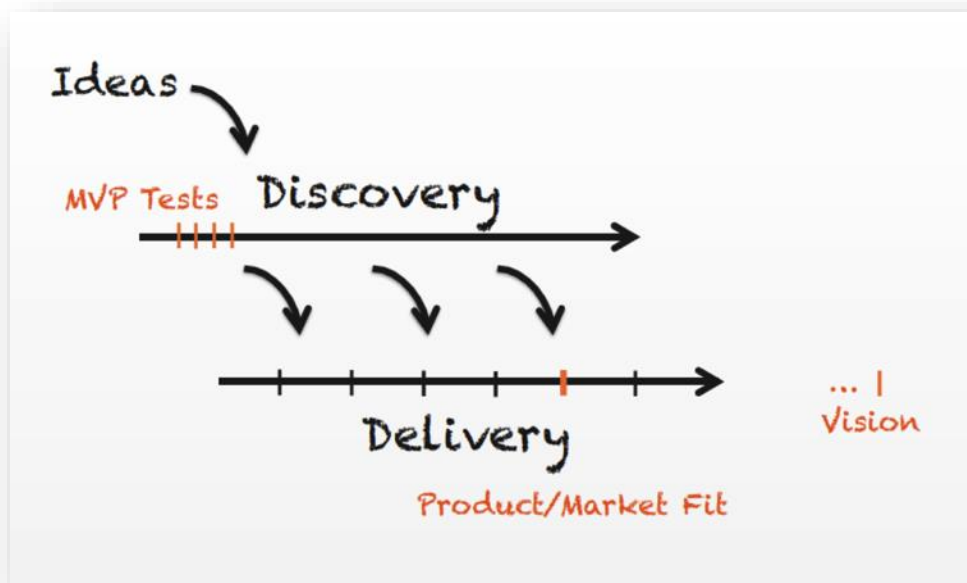 Ideas
MVP Tests
Discovery
Delivery
... |
Vision
Product/Market Fit